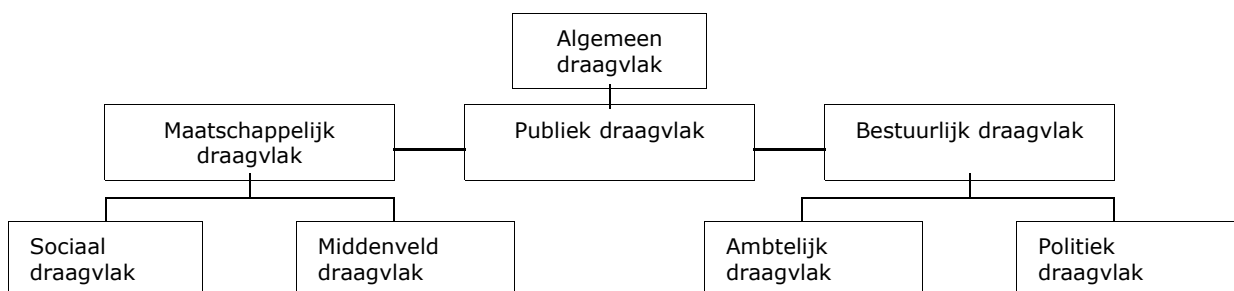 Algemeen
draagvlak
Maatschappelijk
draagvlak
Publiek draagvlak
Bestuurlijk draagvlak
Sociaal
draagvlak
Middenveld
draagvlak
Ambtelijk
draagvlak
Politiek
draagvlak